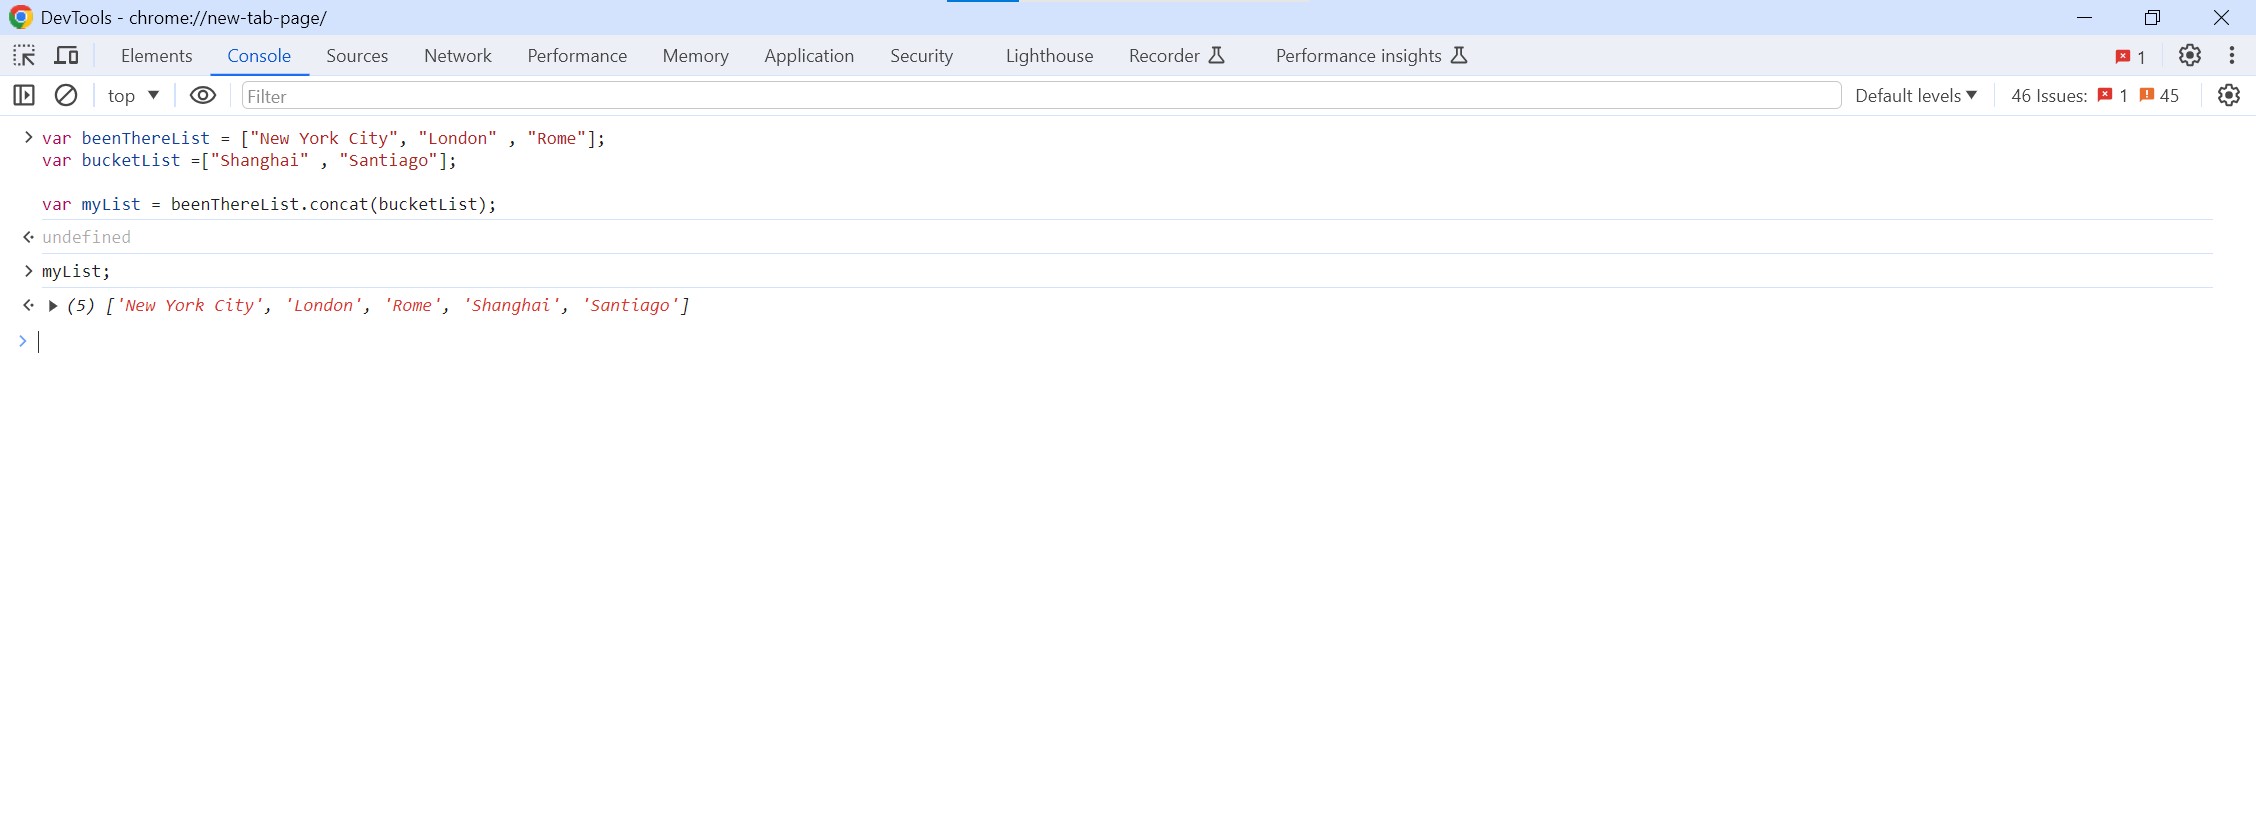 DevTools - chrome://new-tab-page/
Elements Console Sources Network Performance Memory Application Security Lighthouse Recorder Performance insights 1
top Filter Default levels 46 Issues: 1 45
var beenThereList = ["New York City", "London" , "Rome"];
var bucketList =["Shanghai" , "Santiago"];
var myList = beenThereList.concat(bucketList);
undefined
myList;
(5) ['New York City', 'London', 'Rome', 'Shanghai', 'Santiago']